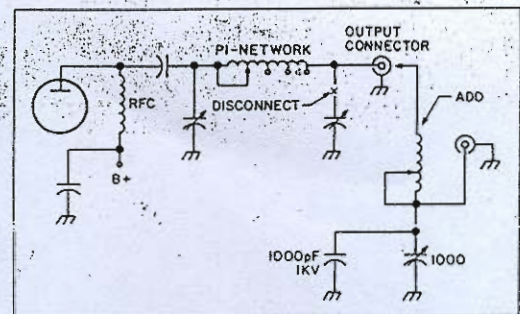 OUTPUT
CONNECTOR
PI-NETWORK
RFC
DISCONNECT
ADD
B+
1000pF
1KV
1000